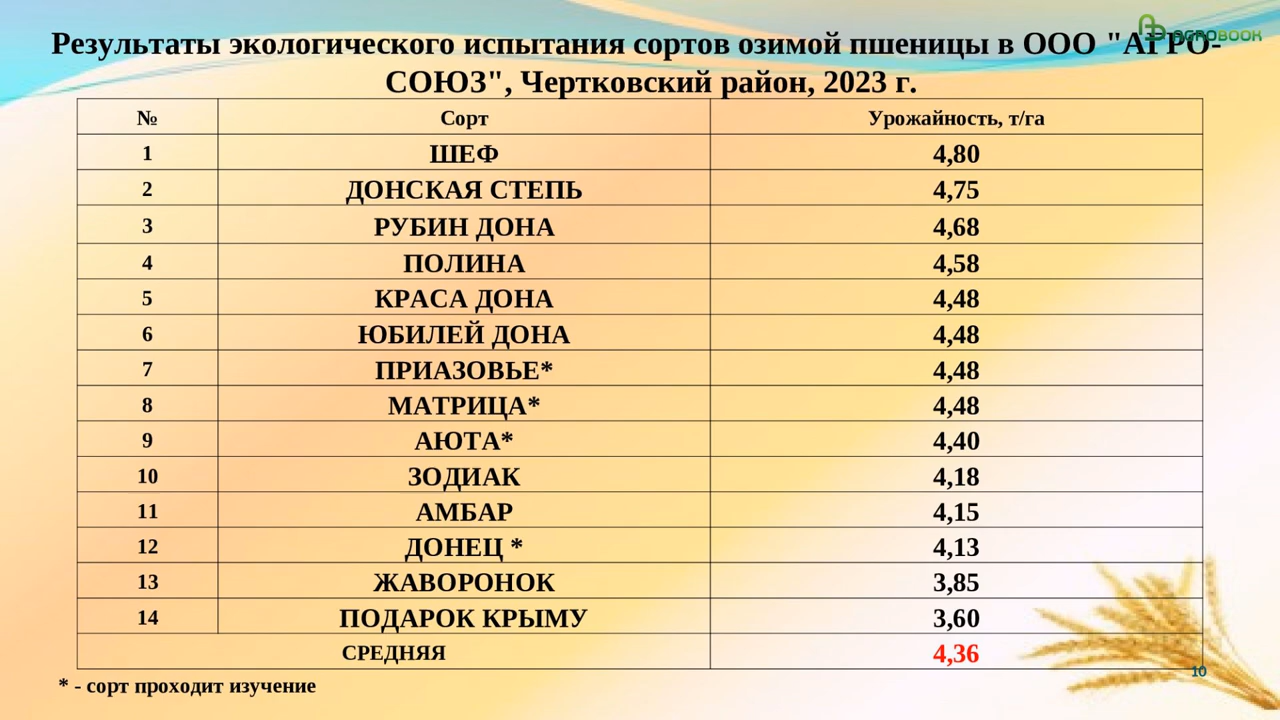 AGROBOOK
Результаты экологического испытания сортов озимой пшеницы в ООО "АГРО-
СОЮЗ", Чертковский район, 2023 г.
№ Сорт Урожайность, т/га
1 ШЕФ 4,80
2 ДОНСКАЯ СТЕПЬ 4,75
3 РУБИН ДОНА 4,68
4 ПОЛИНА 4,58
5 КРАСА ДОНА 4,48
6 ЮБИЛЕЙ ДОНА 4,48
7 ПРИАЗОВЬЕ* 4,48
8 МАТРИЦА* 4,48
9 АЮТА* 4,40
10 ЗОДИАК 4,18
11 АМБАР 4,15
12 ДОНЕЦ * 4,13
13 ЖАВОРОНОК 3,85
14 ПОДАРОК КРЫМУ 3,60
СРЕДНЯЯ 4,36
10
* - сорт проходит изучение